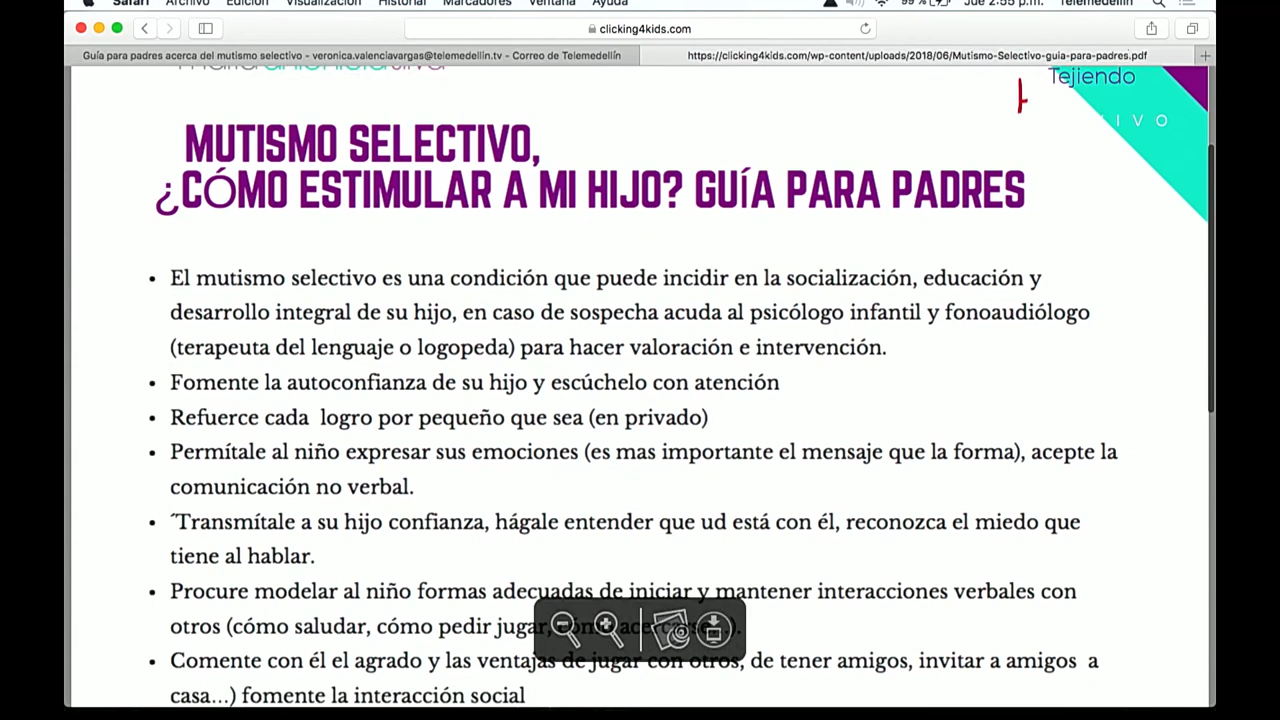 Safari Archivo Edición Visualización Historial Marcadores Ventana Ayuda 99 % Jue 2:55 p.m. Telemedellín
clicking4kids.com
Guía para padres acerca del mutismo selectivo - veronica.valenciavargas@telemedellin.tv - Correo de Telemedellín
https://clicking4kids.com/wp-content/uploads/2018/06/Mutismo-Selectivo-guia-para-padres.pdf
Tejiendo
IVO
MUTISMO SELECTIVO,
¿CÓMO ESTIMULAR A MI HIJO? GUÍA PARA PADRES
• El mutismo selectivo es una condición que puede incidir en la socialización, educación y
desarrollo integral de su hijo, en caso de sospecha acuda al psicólogo infantil y fonoaudiólogo
(terapeuta del lenguaje o logopeda) para hacer valoración e intervención.
• Fomente la autoconfianza de su hijo y escúchelo con atención
• Refuerce cada logro por pequeño que sea (en privado)
• Permítale al niño expresar sus emociones (es mas importante el mensaje que la forma), acepte la
comunicación no verbal.
• ´Transmítale a su hijo confianza, hágale entender que ud está con él, reconozca el miedo que
tiene al hablar.
• Procure modelar al niño formas adecuadas de iniciar y mantener interacciones verbales con
otros (cómo saludar, cómo pedir jugar, cómo acercarse...).
• Comente con él el agrado y las ventajas de jugar con otros, de tener amigos, invitar a amigos a
casa...) fomente la interacción social